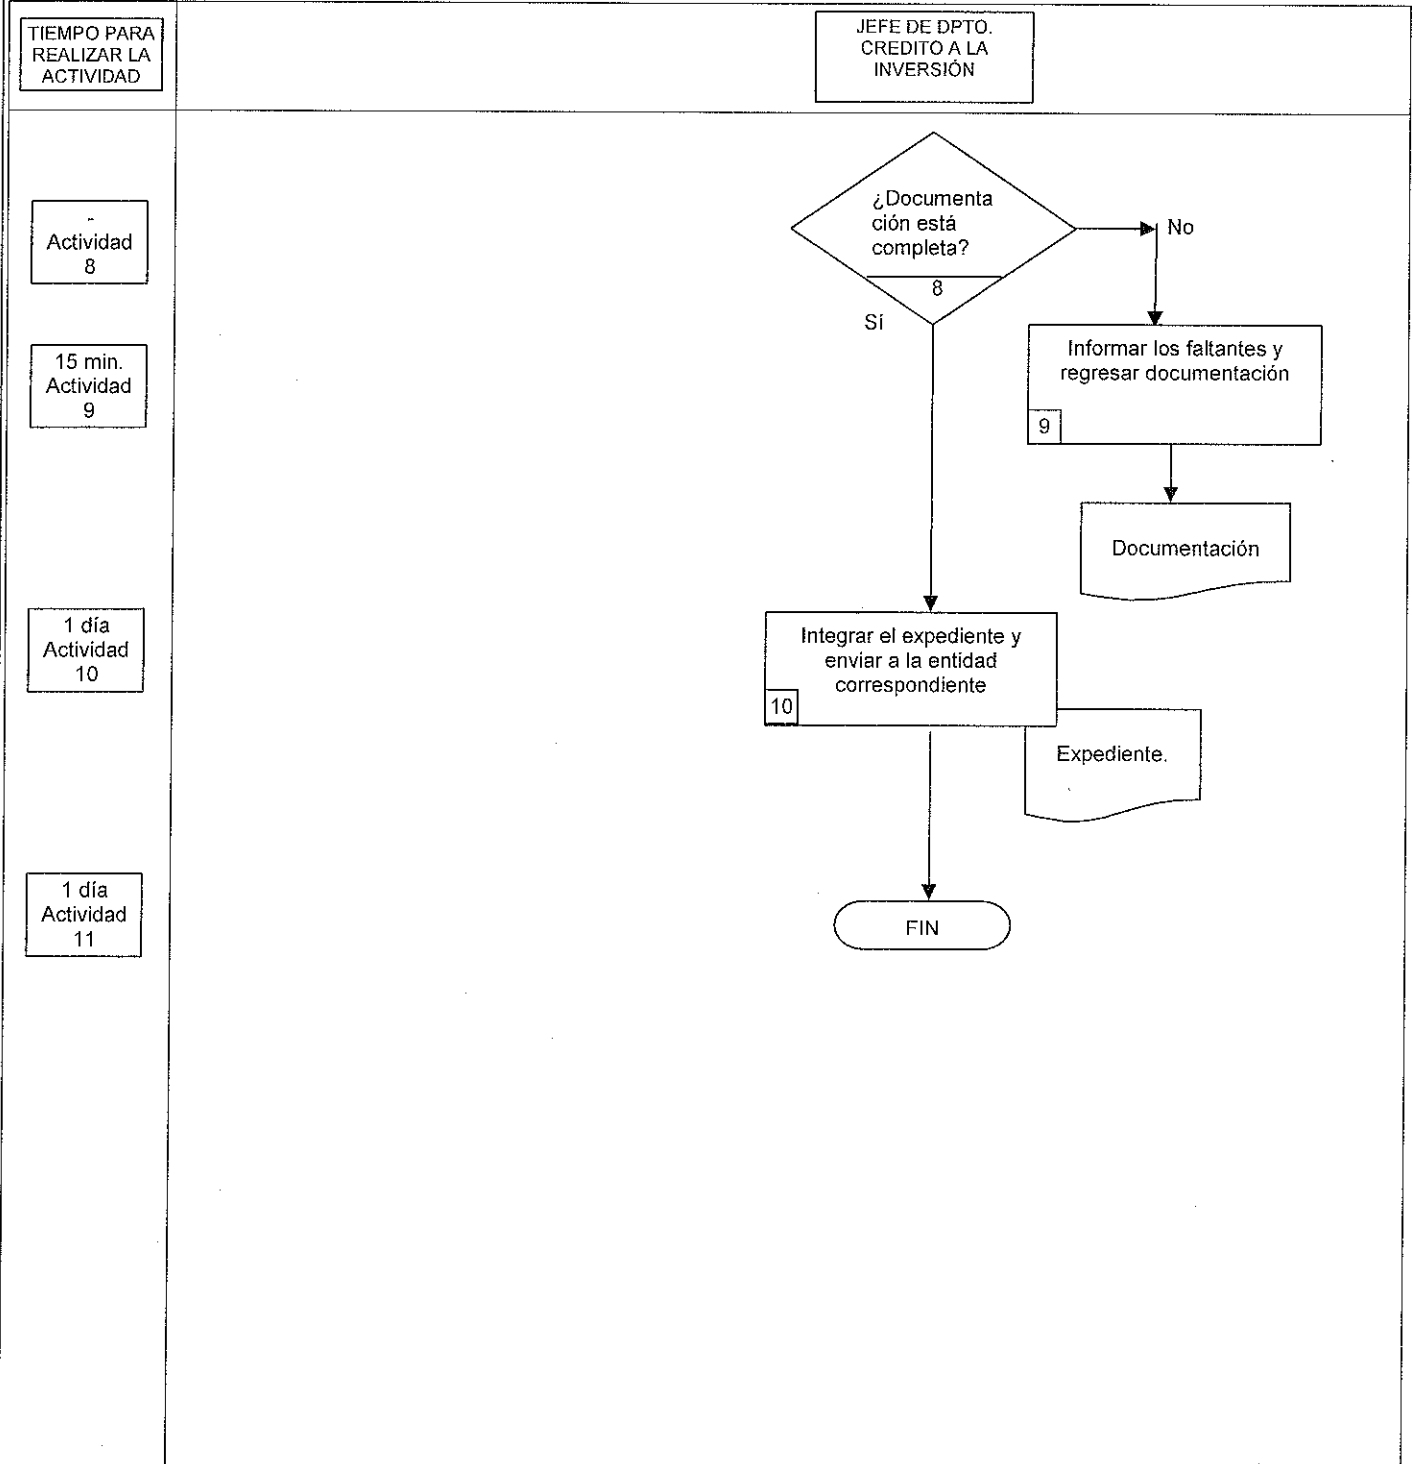 TIEMPO PARA
REALIZAR LA
ACTIVIDAD
JEFE DE DPTO.
CREDITO A LA
INVERSIÓN
-
Actividad
8
¿Documenta
ción está
completa?
8
No
Sí
15 min.
Actividad
9
Informar los faltantes y
regresar documentación
9
Documentación
1 día
Actividad
10
Integrar el expediente y
enviar a la entidad
correspondiente
10
Expediente.
1 día
Actividad
11
FIN